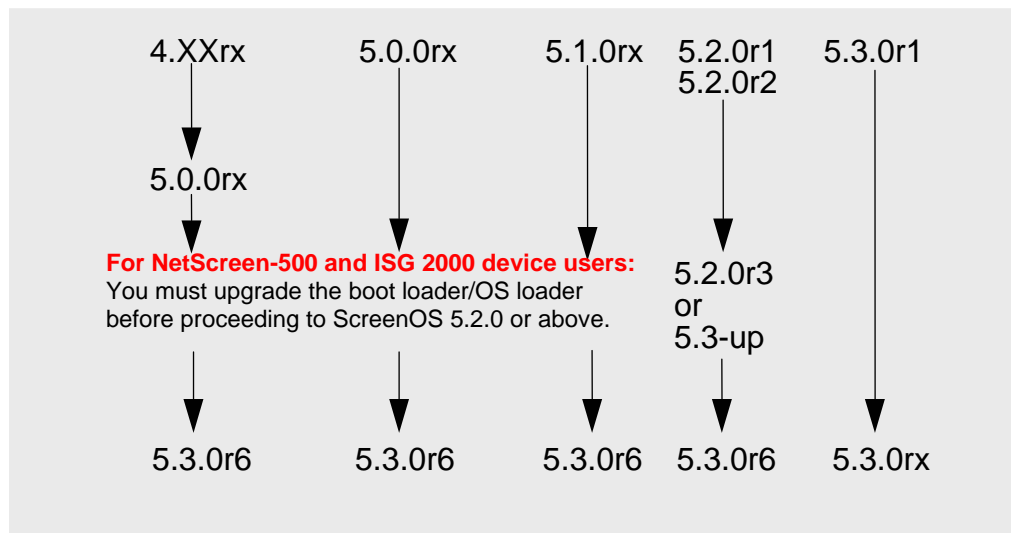 4.XXrx 5.0.0rx 5.1.0rx 5.2.0r1 5.3.0r1
5.2.0r2
5.0.0rx
For NetScreen-500 and ISG 2000 device users:
You must upgrade the boot loader/OS loader
before proceeding to ScreenOS 5.2.0 or above.
5.2.0r3
or
5.3-up
5.3.0r6 5.3.0r6 5.3.0r6 5.3.0r6 5.3.0rx